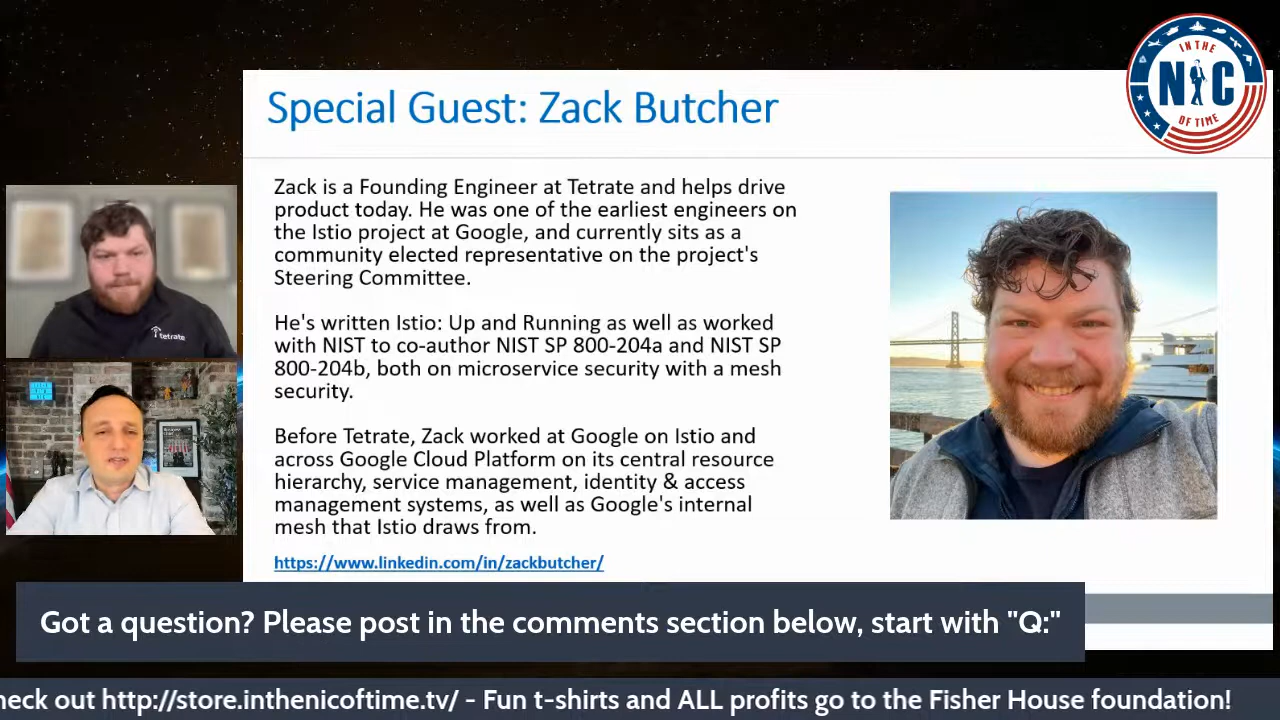 IN THE
NIC
OF TIME
Special Guest: Zack Butcher
Zack is a Founding Engineer at Tetrate and helps drive
product today. He was one of the earliest engineers on
the Istio project at Google, and currently sits as a
community elected representative on the project's
Steering Committee.
He's written Istio: Up and Running as well as worked
with NIST to co-author NIST SP 800-204a and NIST SP
800-204b, both on microservice security with a mesh
security.
Before Tetrate, Zack worked at Google on Istio and
across Google Cloud Platform on its central resource
hierarchy, service management, identity & access
management systems, as well as Google's internal
mesh that Istio draws from.
https://www.linkedin.com/in/zackbutcher/
tetrate
Got a question? Please post in the comments section below, start with "Q:"
heck out http://store.inthenicoftime.tv/ - Fun t-shirts and ALL profits go to the Fisher House foundation!